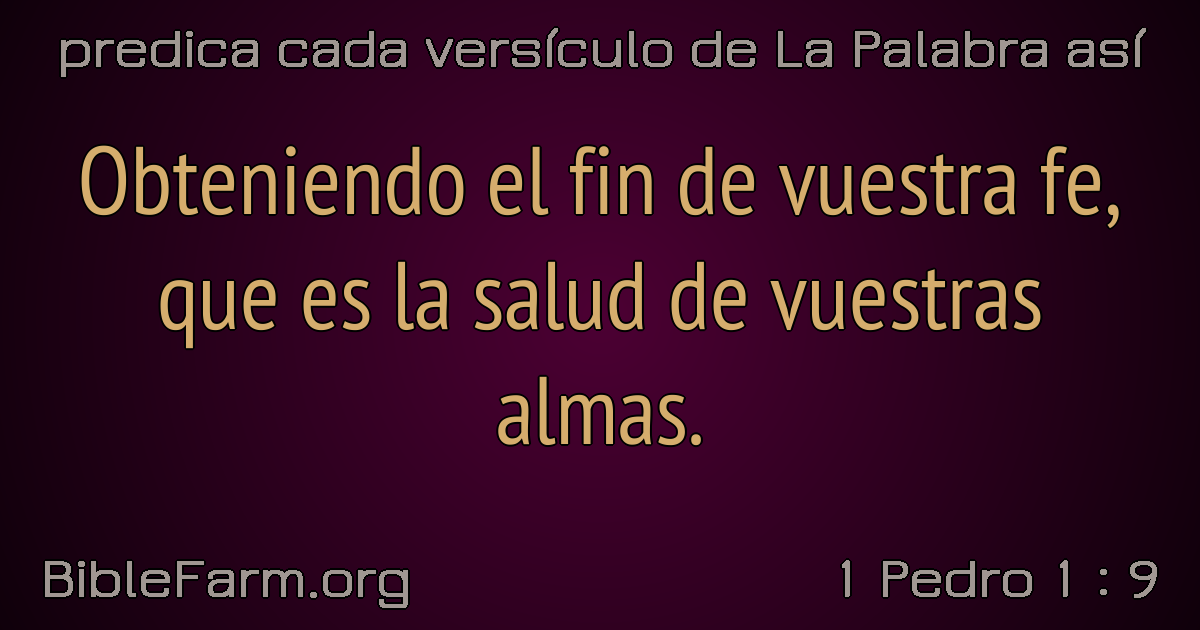 predica cada versículo de La Palabra así
Obteniendo el fin de vuestra fe,
que es la salud de vuestras
almas.
BibleFarm.org
1 Pedro 1 : 9